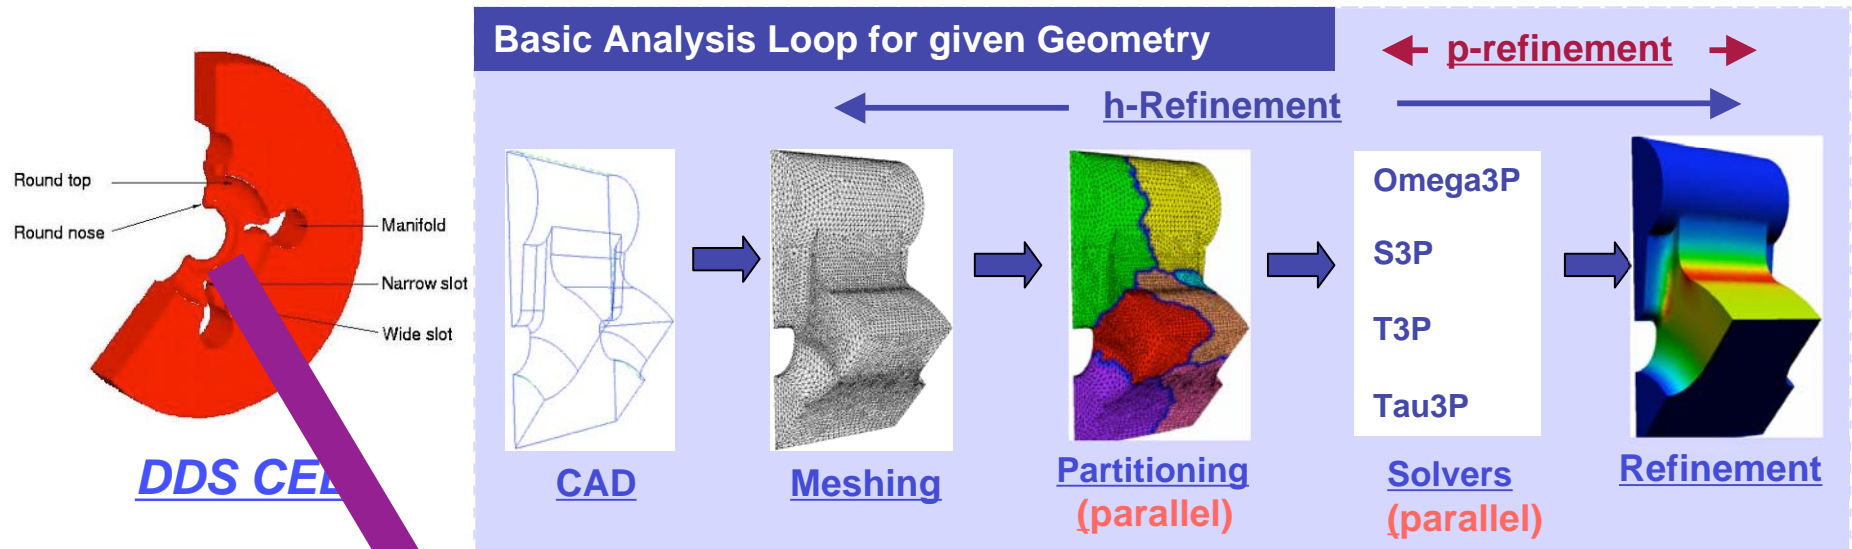 Basic Analysis Loop for given Geometry
p-refinement
h-Refinement
Round top
Round nose
Manifold
Narrow slot
Wide slot
DDS
Omega3P
S3P
T3P
Tau3P
CAD
Meshing
Partitioning
(parallel)
Solvers
(parallel)
Refinement